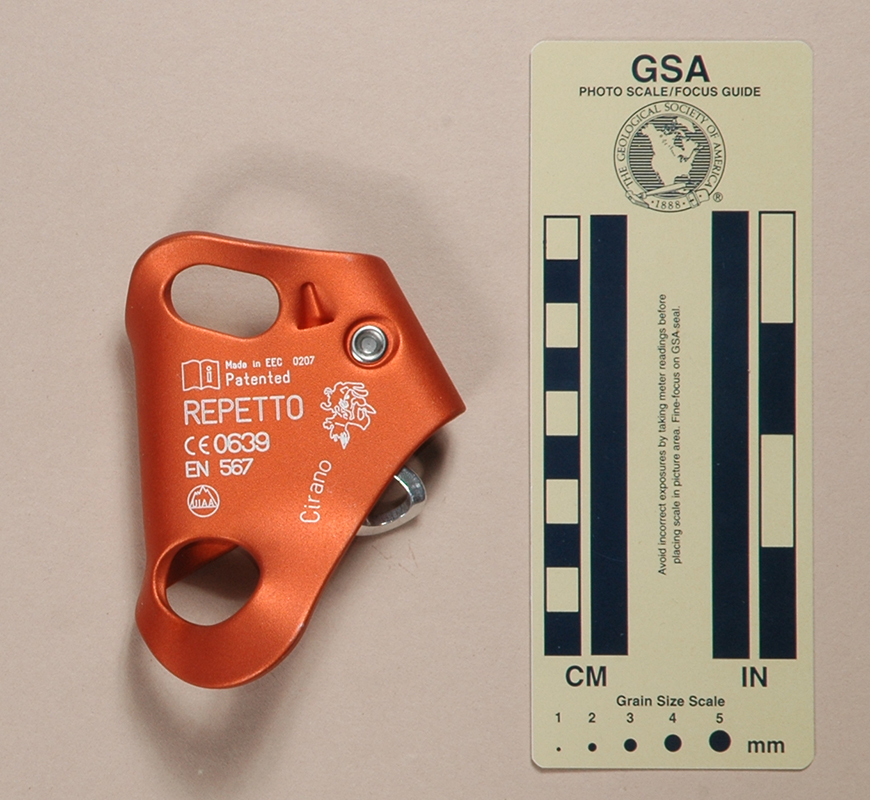 Made in EEC 0207
Patented
REPETTO
CE 0639
EN 567
UIAA
Cirano
GSA
PHOTO SCALE/FOCUS GUIDE
THE GEOLOGICAL SOCIETY OF AMERICA
1888
®
Avoid incorrect exposures by taking meter readings before
placing scale in picture area. Fine-focus on GSA seal.
CM
IN
Grain Size Scale
1 2 3 4 5
mm